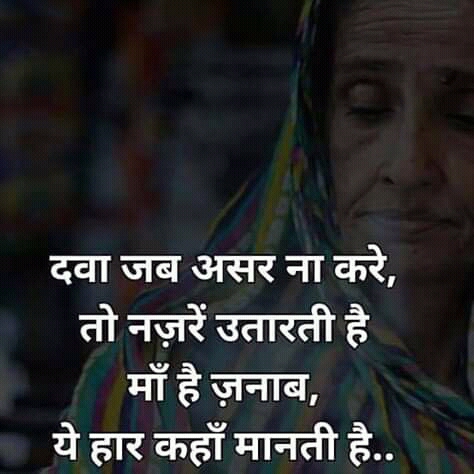 दवा जब असर ना करे,
तो नज़रें उतारती है
माँ है ज़नाब,
ये हार कहाँ मानती है..